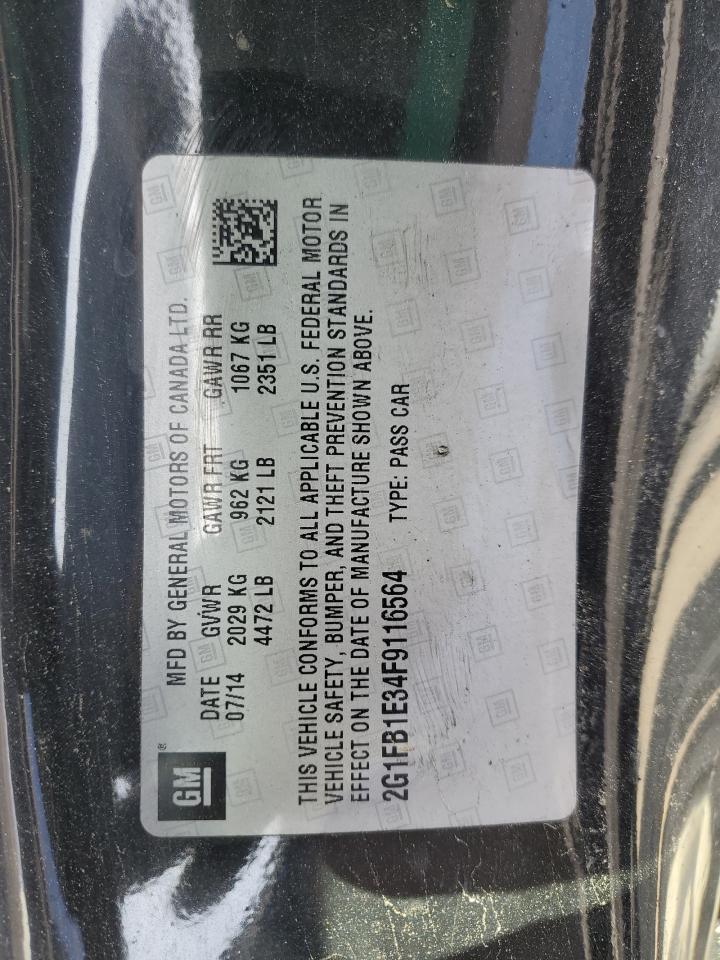 GM
MFD BY GENERAL MOTORS OF CANADA LTD.
DATE GVWR GAWR FRT GAWR RR
07/14 2029 KG 962 KG 1067 KG
4472 LB 2121 LB 2351 LB
THIS VEHICLE CONFORMS TO ALL APPLICABLE U.S. FEDERAL MOTOR
VEHICLE SAFETY, BUMPER, AND THEFT PREVENTION STANDARDS IN
EFFECT ON THE DATE OF MANUFACTURE SHOWN ABOVE.
2G1FB1E34F9116564 TYPE: PASS CAR